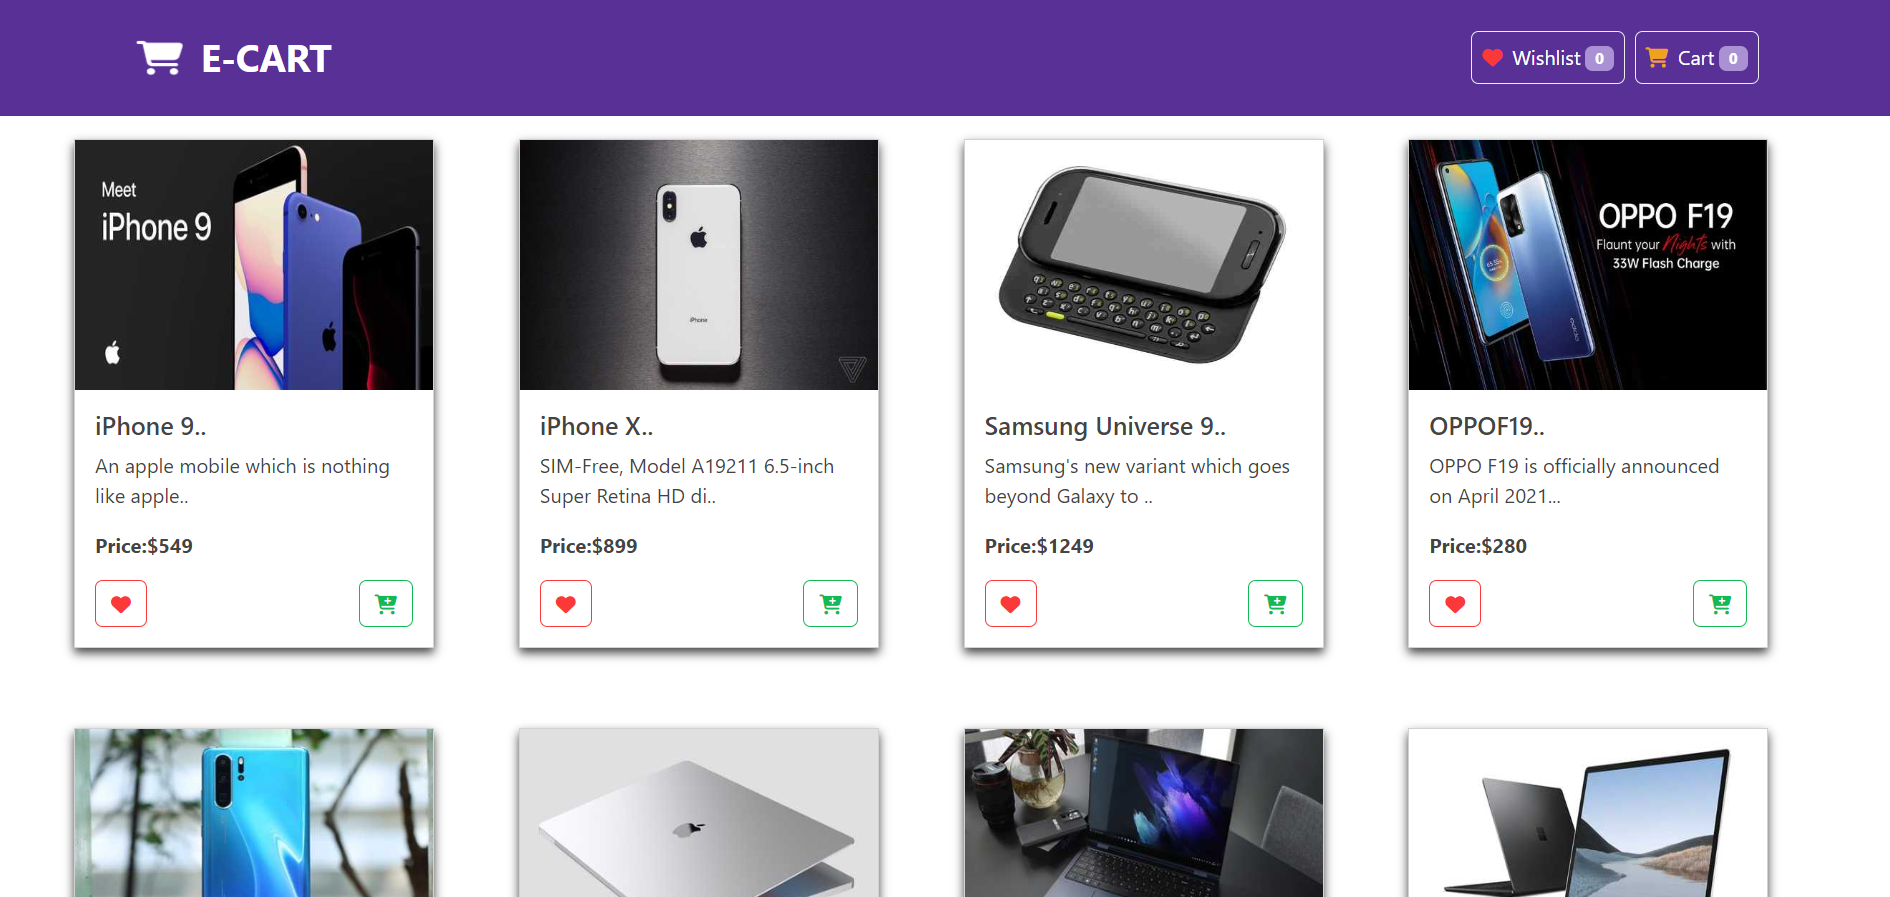 E-CART
Wishlist 0
Cart 0
Meet
iPhone 9
iPhone
OPPO F19
Flaunt your Nights with
33W Flash Charge
oppo
iPhone 9..
An apple mobile which is nothing
like apple..
Price:$549
iPhone X..
SIM-Free, Model A19211 6.5-inch
Super Retina HD di..
Price:$899
Samsung Universe 9..
Samsung's new variant which goes
beyond Galaxy to ..
Price:$1249
OPPOF19..
OPPO F19 is officially announced
on April 2021...
Price:$280